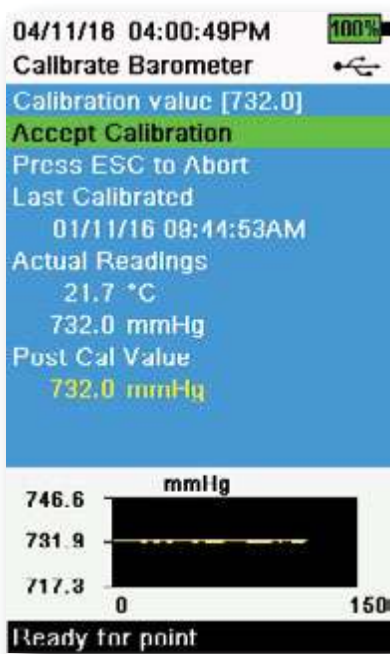 04/11/16 04:00:49PM 100%
Calibrate Barometer
Calibration value [732.0]
Accept Calibration
Press ESC to Abort
Last Calibrated
01/11/16 09:44:53AM
Actual Readings
21.7 °C
732.0 mmHg
Post Cal Value
732.0 mmHg
mmHg
746.6
731.9
717.3
0 150
Ready for point